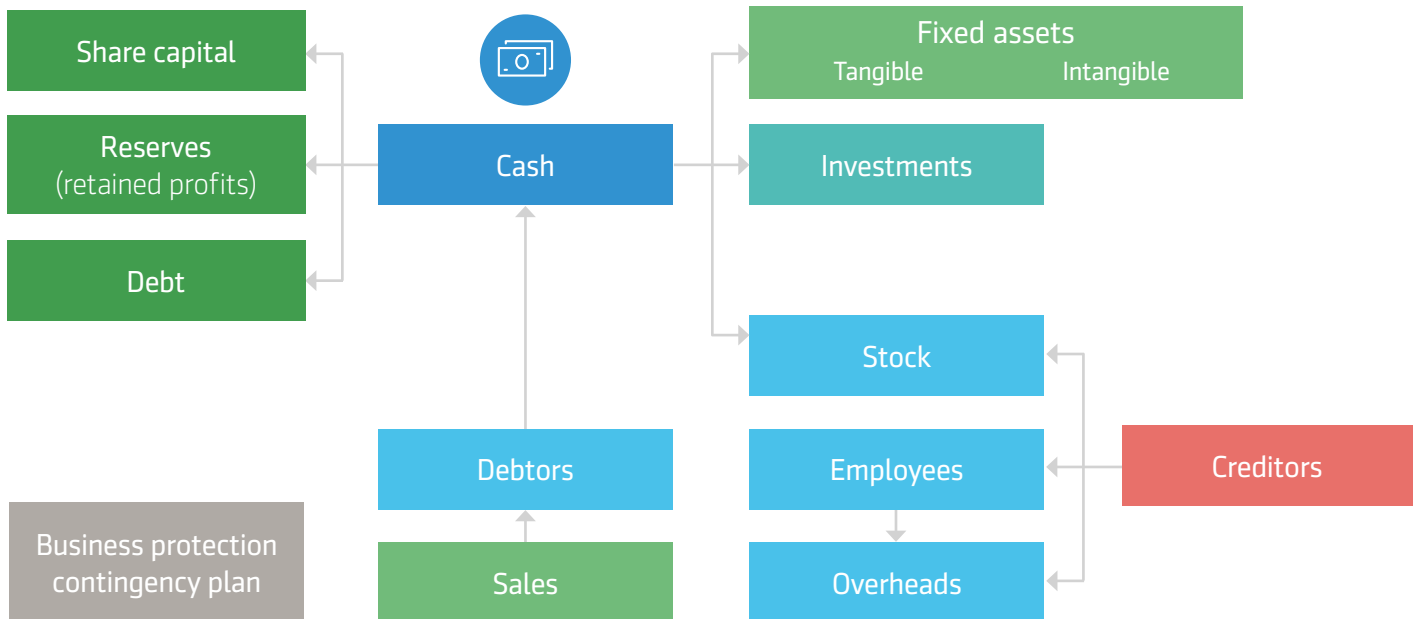 Share capital
Fixed assets
Tangible Intangible
Reserves
(retained profits)
Cash
Investments
Debt
Stock
Debtors
Employees
Creditors
Business protection
contingency plan
Sales
Overheads